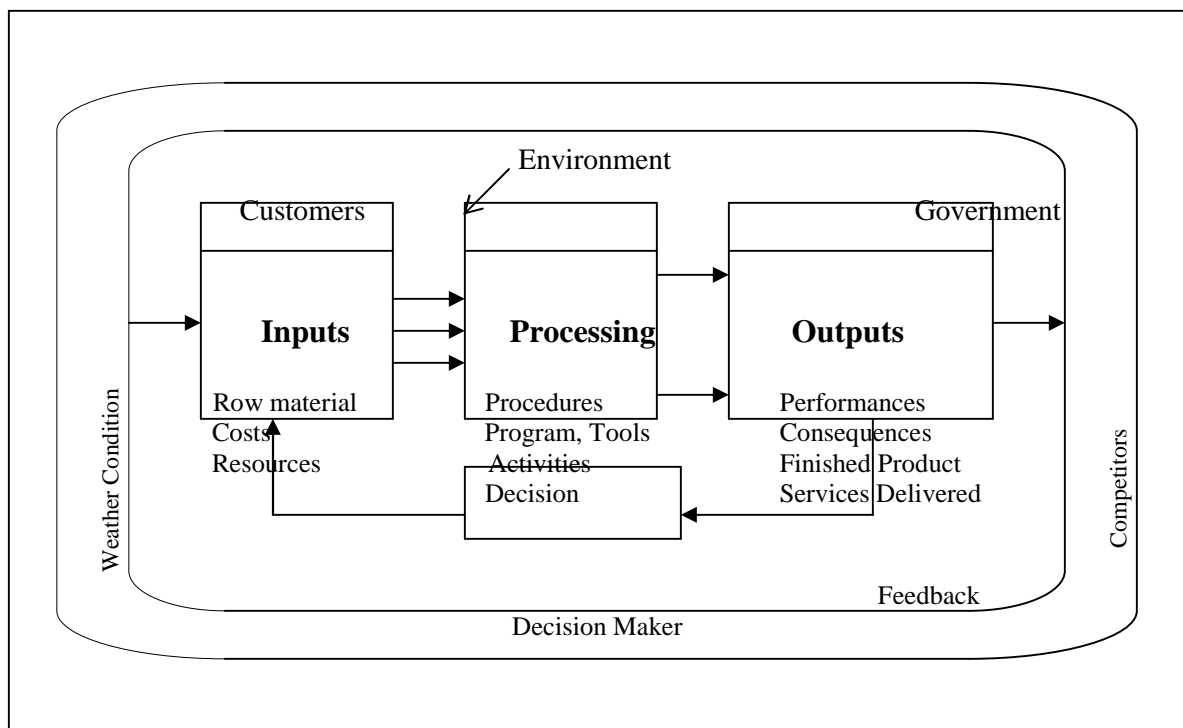 Environment
Customers
Government
Inputs
Processing
Outputs
Row material
Costs
Resources
Procedures
Program, Tools
Activities
Decision
Performances
Consequences
Finished Product
Services Delivered
Weather Condition
Competitors
Feedback
Decision Maker